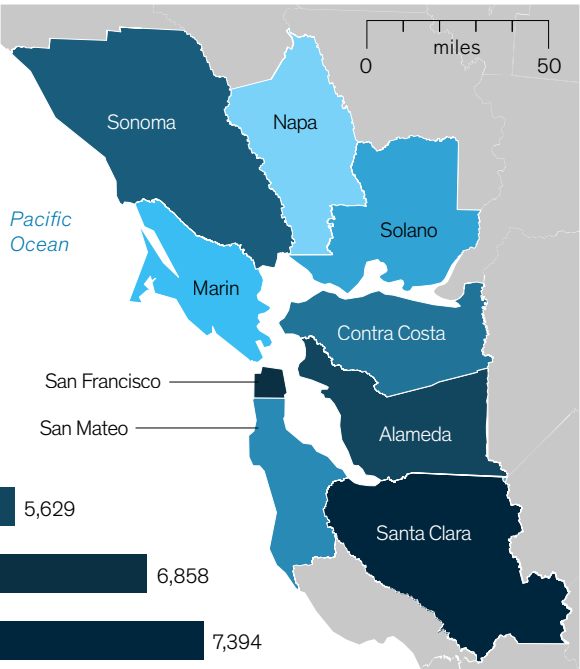 miles
0
50
Sonoma
Napa
Pacific
Ocean
Solano
Marin
Contra Costa
San Francisco
San Mateo
Alameda
5,629
Santa Clara
6,858
7,394